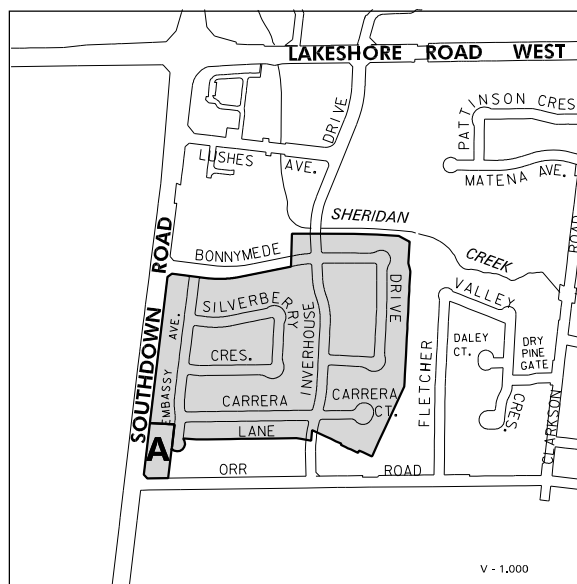 LAKESHORE ROAD WEST
PATTINSON CRES.
DRIVE
LUSHES AVE.
MATENA AVE.
SHERIDAN CREEK
SOUTHDOWN ROAD
BONNYMEDE DRIVE
ROAD
VALLEY
SILVERBERRY
CRES.
EMBASSY AVE.
INVERHOUSE
DALEY CT.
DRY PINE GATE
CRES.
FLETCHER
CARRERA
CARRERA CT.
CLARKSON
LANE
A
ORR ROAD
V - 1.000